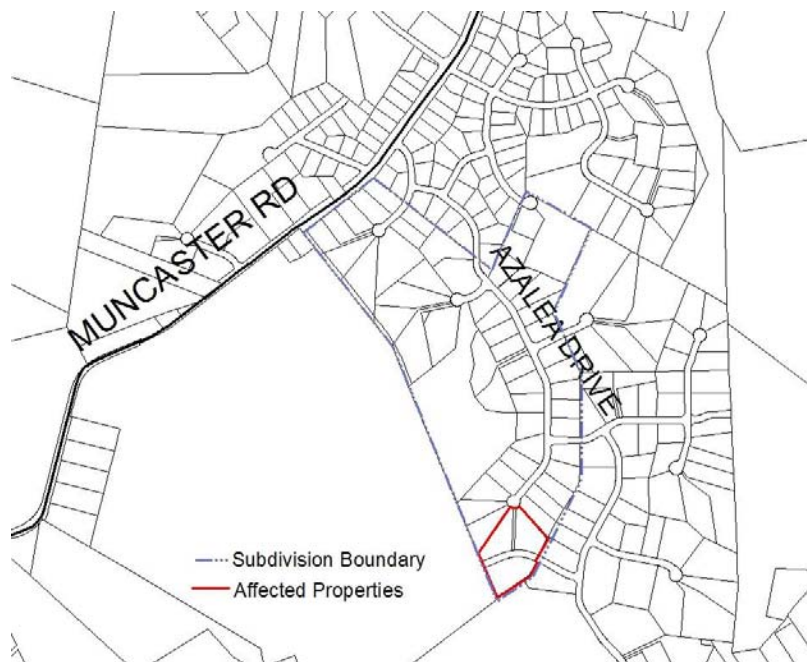 MUNCASTER RD
AZALEA DRIVE
Subdivision Boundary
Affected Properties